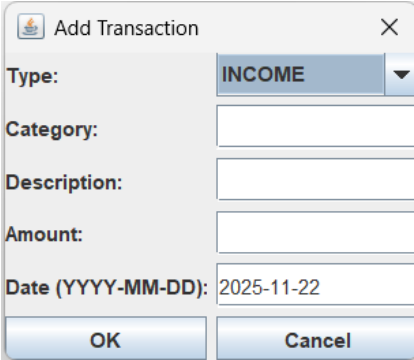 Add Transaction
Type: INCOME
Category:
Description:
Amount:
Date (YYYY-MM-DD): 2025-11-22
OK Cancel